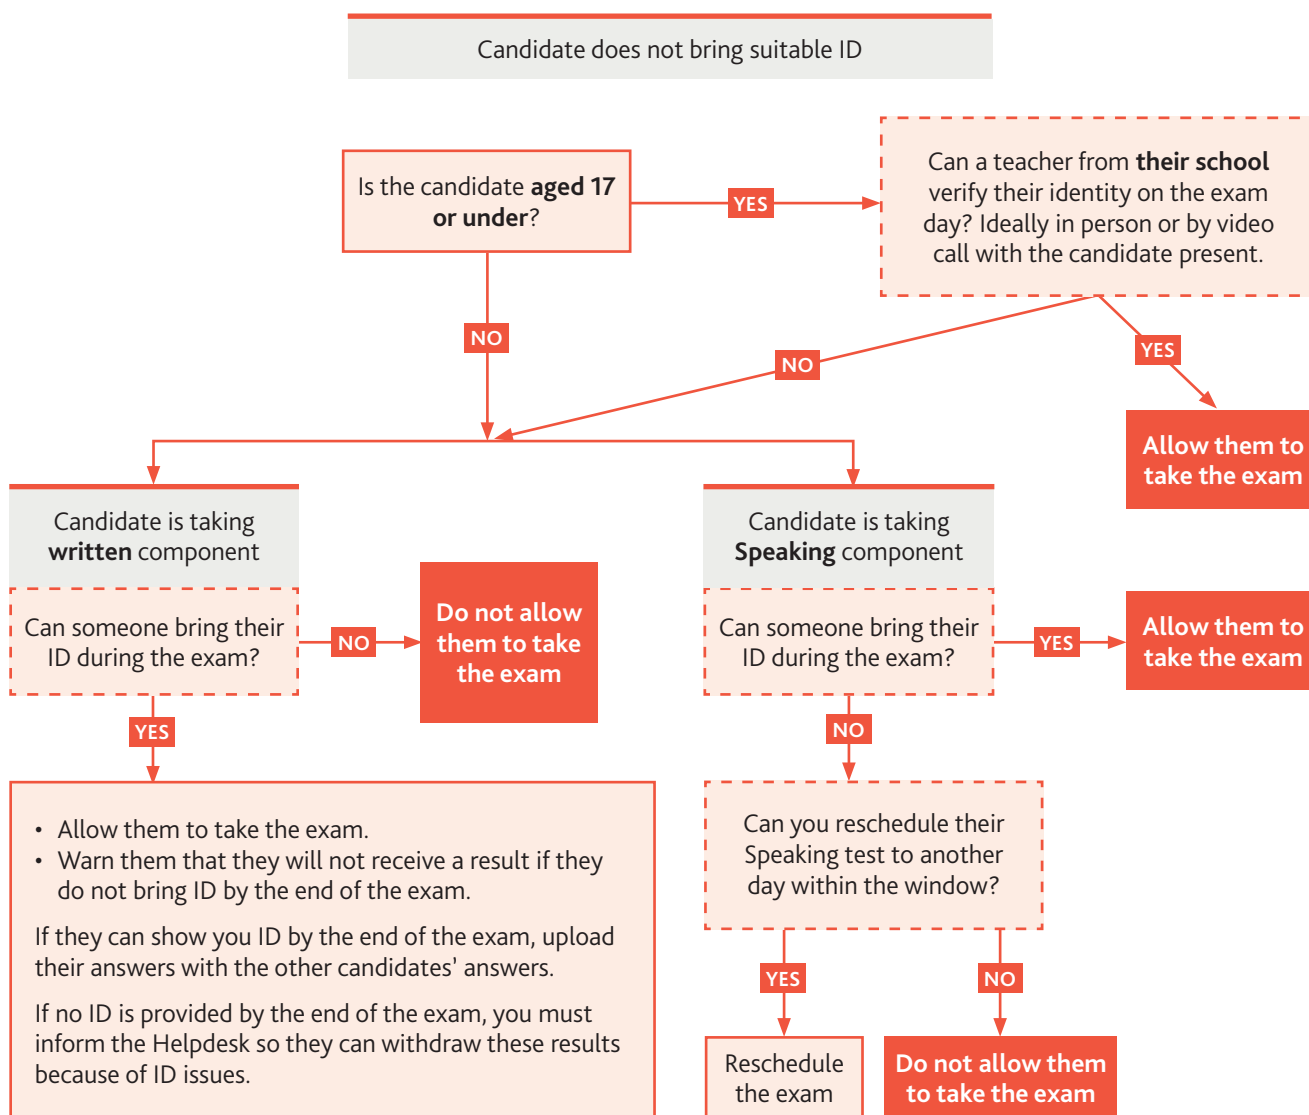 Candidate does not bring suitable ID
Is the candidate aged 17
or under?
YES
Can a teacher from their school
verify their identity on the exam
day? Ideally in person or by video
call with the candidate present.
NO
NO
YES
Allow them to
take the exam
Candidate is taking
written component
Can someone bring their
ID during the exam?
NO
Do not allow
them to take
the exam
YES
• Allow them to take the exam.
• Warn them that they will not receive a result if they
do not bring ID by the end of the exam.
If they can show you ID by the end of the exam, upload
their answers with the other candidates’ answers.
If no ID is provided by the end of the exam, you must
inform the Helpdesk so they can withdraw these results
because of ID issues.
Candidate is taking
Speaking component
Can someone bring their
ID during the exam?
YES
Allow them to
take the exam
NO
Can you reschedule their
Speaking test to another
day within the window?
YES
NO
Reschedule
the exam
Do not allow them
to take the exam